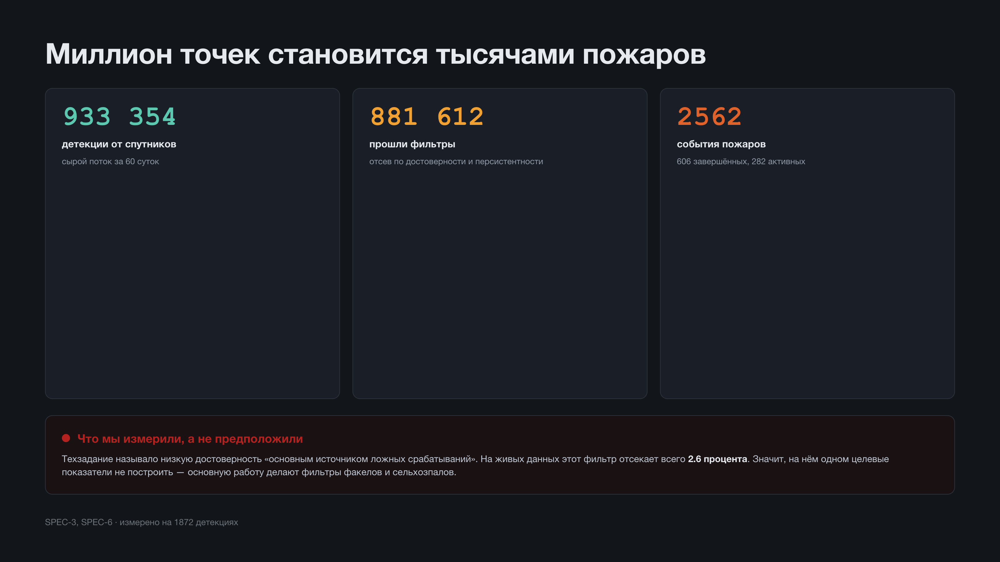 Миллион точек становится тысячами пожаров
933 354
детекции от спутников
сырой поток за 60 суток
881 612
прошли фильтры
отсев по достоверности и персистентности
2562
события пожаров
606 завершённых, 282 активных
Что мы измерили, а не предположили
Техзадание называло низкую достоверность «основным источником ложных срабатываний». На живых данных этот фильтр отсекает всего 2.6 процента. Значит, на нём одном целевые
показатели не построить — основную работу делают фильтры факелов и сельхозпалов.
SPEC-3, SPEC-6 · измерено на 1872 детекциях